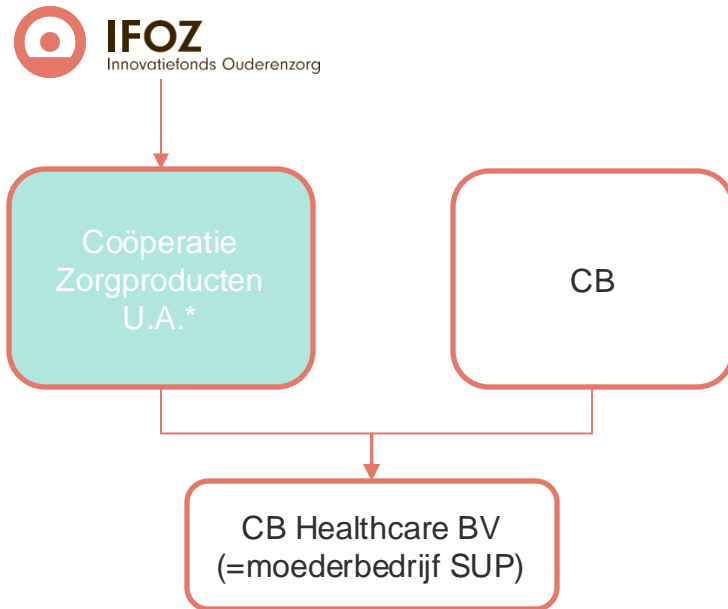 IFOZ
Innovatiefonds Ouderenzorg
Coöperatie
Zorgproducten
U.A.*
CB
CB Healthcare BV
(=moederbedrijf SUP)